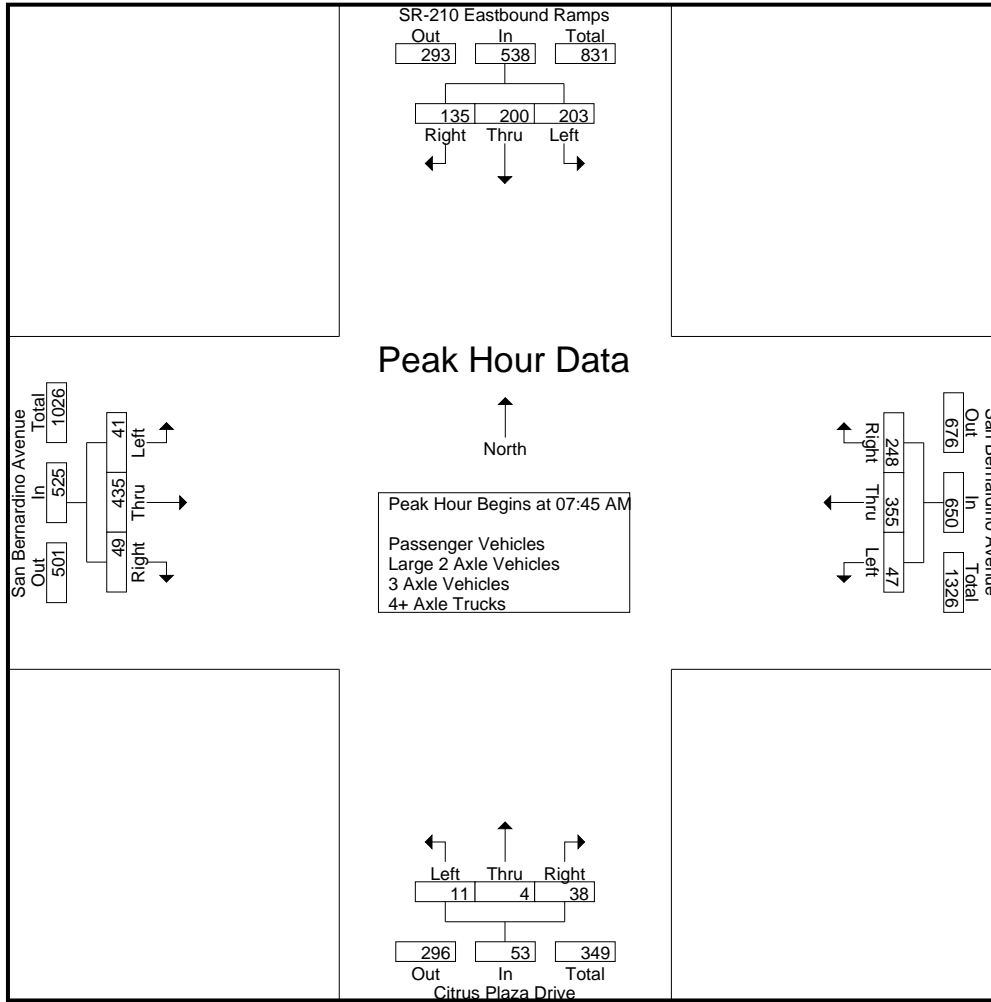 SR-210 Eastbound Ramps
Out In Total
293 538 831
135 200 203
Right Thru Left
Peak Hour Data
North
Peak Hour Begins at 07:45 AM
Passenger Vehicles
Large 2 Axle Vehicles
3 Axle Vehicles
4+ Axle Trucks
San Bernardino Avenue
Out In Total
501 525 1026
41 435 49
Left Thru Right
San Bernardino Avenue
Out In Total
676 650 1326
248 355 47
Right Thru Left
Left Thru Right
11 4 38
296 53 349
Out In Total
Citrus Plaza Drive